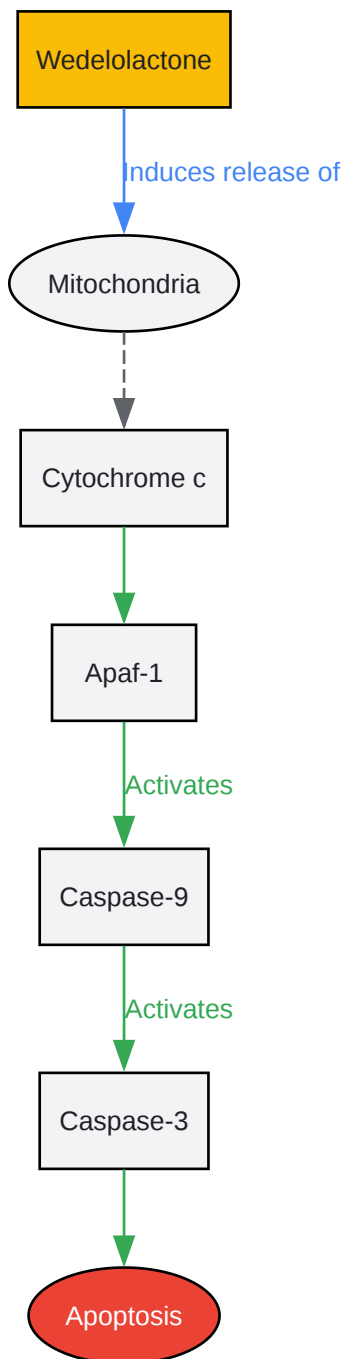 Wedelolactone
Induces release of
Mitochondria
Cytochrome c
Apaf-1
Activates
Caspase-9
Activates
Caspase-3
Apoptosis